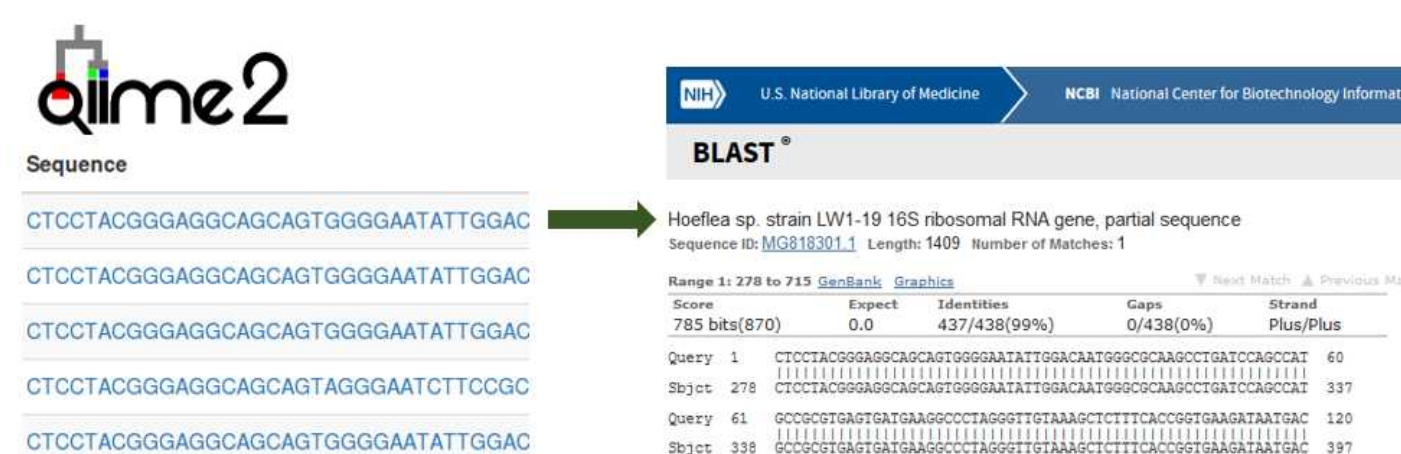 qiime2
Sequence
CTCCTACGGGAGGCAGCAGTGGGGAATATTGGAC
CTCCTACGGGAGGCAGCAGTGGGGAATATTGGAC
CTCCTACGGGAGGCAGCAGTGGGGAATATTGGAC
CTCCTACGGGAGGCAGCAGTAGGGAATCTTCCGC
CTCCTACGGGAGGCAGCAGTGGGGAATATTGGAC
NIH U.S. National Library of Medicine NCBI National Center for Biotechnology Informat
BLAST ®
Hoeflea sp. strain LW1-19 16S ribosomal RNA gene, partial sequence
Sequence ID: MG818301.1 Length: 1409 Number of Matches: 1
Range 1: 278 to 715 GenBank Graphics ▼ Next Match ▲ Previous Ma
Score Expect Identities Gaps Strand
785 bits(870) 0.0 437/438(99%) 0/438(0%) Plus/Plus
Query 1 CTCCTACGGGAGGCAGCAGTGGGGAATATTGGACAATGGGCGCAAGCCTGATCCAGCCAT 60
Sbjct 278 CTCCTACGGGAGGCAGCAGTGGGGAATATTGGACAATGGGCGCAAGCCTGATCCAGCCAT 337
Query 61 GCCGCGTGAGTGATGAAGGCCCTAGGGTTGTAAAGCTCTTTCACCGGTGAAGATAATGAC 120
Sbjct 338 GCCGCGTGAGTGATGAAGGCCCTAGGGTTGTAAAGCTCTTTCACCGGTGAAGATAATGAC 397